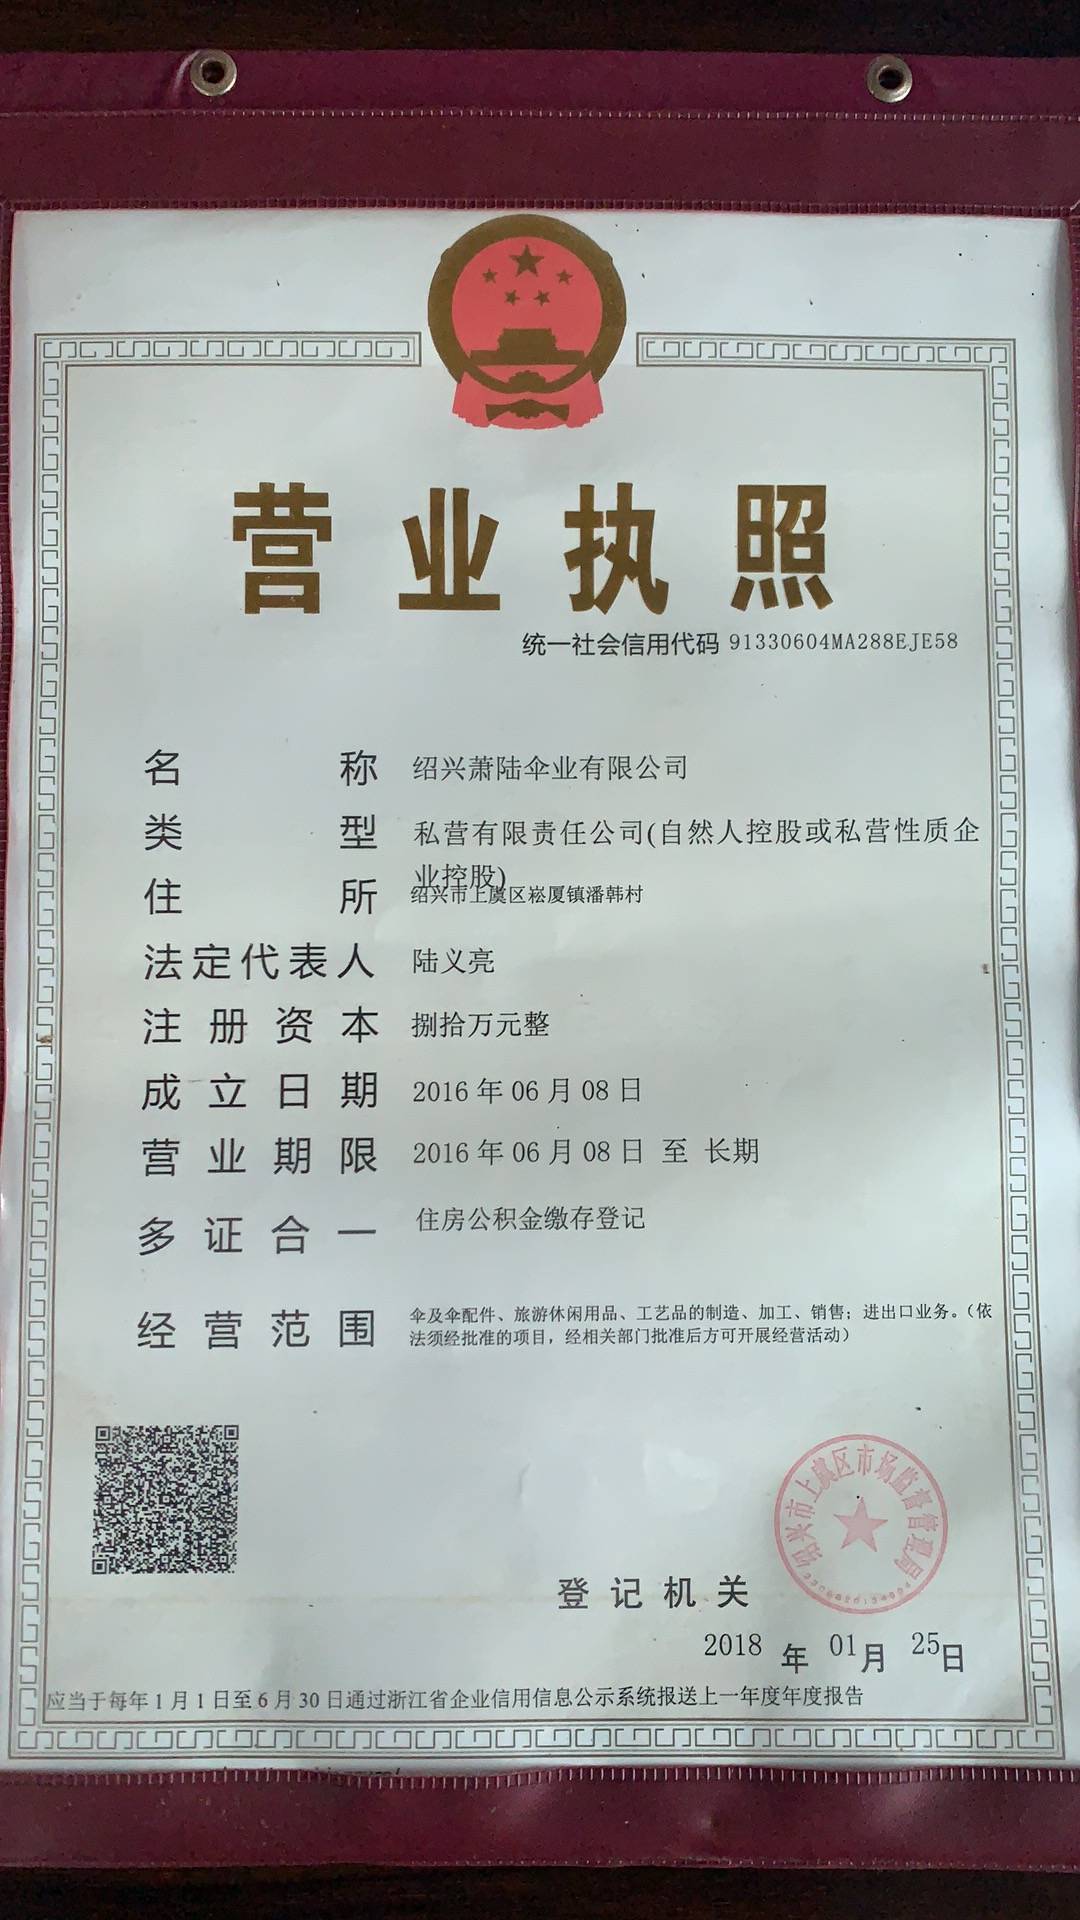 营业执照
统一社会信用代码 91330604MA288EJE58
名称 绍兴萧陆伞业有限公司
类型 私营有限责任公司(自然人控股或私营性质企
业控股)
住所 绍兴市上虞区崧厦镇潘韩村
法定代表人 陆义亮
注册资本 捌拾万元整
成立日期 2016年06月08日
营业期限 2016年06月08日 至 长期
多证合一 住房公积金缴存登记
经营范围 伞及伞配件、旅游休闲用品、工艺品的制造、加工、销售；进出口业务。（依
法须经批准的项目，经相关部门批准后方可开展经营活动）
绍兴市上虞区市场监督管理局
登记机关
2018年01月25日
应当于每年1月1日至6月30日通过浙江省企业信用信息公示系统报送上一年度年度报告